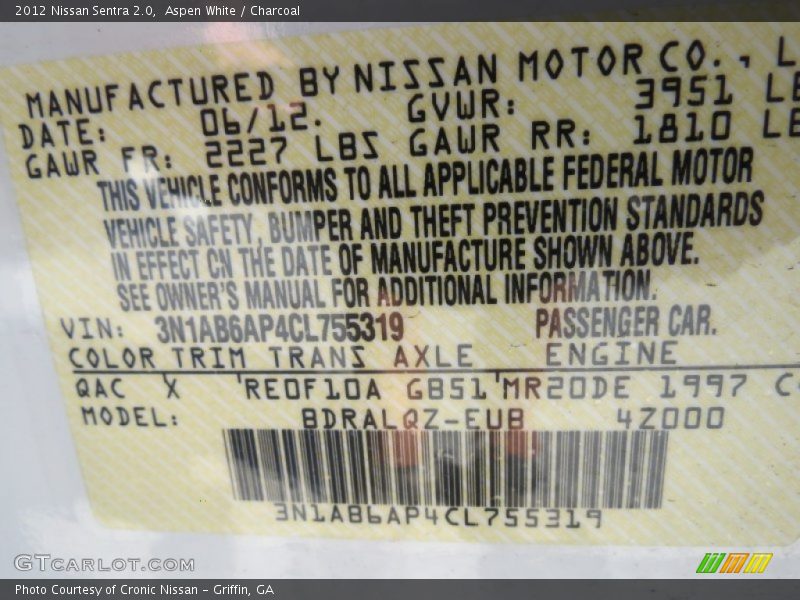 2012 Nissan Sentra 2.0, Aspen White / Charcoal
MANUFACTURED BY NISSAN MOTOR CO., L
DATE: 06/12. GVWR: 3951 LB
GAWR FR: 2227 LBS GAWR RR: 1810 LB
THIS VEHICLE CONFORMS TO ALL APPLICABLE FEDERAL MOTOR
VEHICLE SAFETY, BUMPER AND THEFT PREVENTION STANDARDS
IN EFFECT ON THE DATE OF MANUFACTURE SHOWN ABOVE.
SEE OWNER'S MANUAL FOR ADDITIONAL INFORMATION.
VIN: 3N1AB6AP4CL755319 PASSENGER CAR.
COLOR TRIM TRANS AXLE ENGINE
QAC X 'RE0F10A GB51'MR20DE 1997 C
MODEL: BDRALQZ-EUB 4Z000
3N1AB6AP4CL755319
GTCARLOT.COM
Photo Courtesy of Cronic Nissan - Griffin, GA